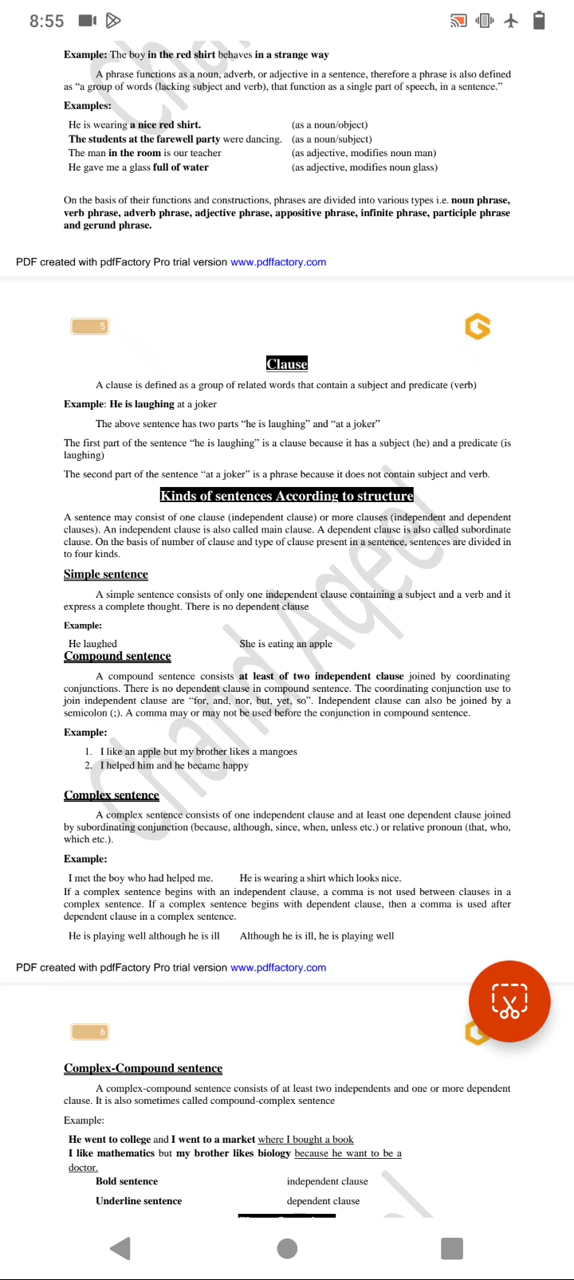 8:55
Example: The boy in the red shirt behaves in a strange way
A phrase functions as a noun, adverb, or adjective in a sentence, therefore a phrase is also defined
as “a group of words (lacking subject and verb), that function as a single part of speech, in a sentence.”
Examples:
He is wearing a nice red shirt. (as a noun/object)
The students at the farewell party were dancing. (as a noun/subject)
The man in the room is our teacher (as adjective, modifies noun man)
He gave me a glass full of water (as adjective, modifies noun glass)
On the basis of their functions and constructions, phrases are divided into various types i.e. noun phrase,
verb phrase, adverb phrase, adjective phrase, appositive phrase, infinite phrase, participle phrase
and gerund phrase.
PDF created with pdfFactory Pro trial version www.pdffactory.com
5
Clause
A clause is defined as a group of related words that contain a subject and predicate (verb)
Example: He is laughing at a joker
The above sentence has two parts “he is laughing” and “at a joker”
The first part of the sentence “he is laughing” is a clause because it has a subject (he) and a predicate (is
laughing)
The second part of the sentence “at a joker” is a phrase because it does not contain subject and verb.
Kinds of sentences According to structure
A sentence may consist of one clause (independent clause) or more clauses (independent and dependent
clauses). An independent clause is also called main clause. A dependent clause is also called subordinate
clause. On the basis of number of clause and type of clause present in a sentence, sentences are divided in
to four kinds.
Simple sentence
A simple sentence consists of only one independent clause containing a subject and a verb and it
express a complete thought. There is no dependent clause
Example:
He laughed She is eating an apple
Compound sentence
A compound sentence consists at least of two independent clause joined by coordinating
conjunctions. There is no dependent clause in compound sentence. The coordinating conjunction use to
join independent clause are “for, and, nor, but, yet, so”. Independent clause can also be joined by a
semicolon (;). A comma may or may not be used before the conjunction in compound sentence.
Example:
1. I like an apple but my brother likes a mangoes
2. I helped him and he became happy
Complex sentence
A complex sentence consists of one independent clause and at least one dependent clause joined
by subordinating conjunction (because, although, since, when, unless etc.) or relative pronoun (that, who,
which etc.).
Example:
I met the boy who had helped me. He is wearing a shirt which looks nice.
If a complex sentence begins with an independent clause, a comma is not used between clauses in a
complex sentence. If a complex sentence begins with dependent clause, then a comma is used after
dependent clause in a complex sentence.
He is playing well although he is ill Although he is ill, he is playing well
PDF created with pdfFactory Pro trial version www.pdffactory.com
6
Complex-Compound sentence
A complex-compound sentence consists of at least two independents and one or more dependent
clause. It is also sometimes called compound-complex sentence
Example:
He went to college and I went to a market where I bought a book
I like mathematics but my brother likes biology because he want to be a
doctor.
Bold sentence independent clause
Underline sentence dependent clause
Chand Aqeel